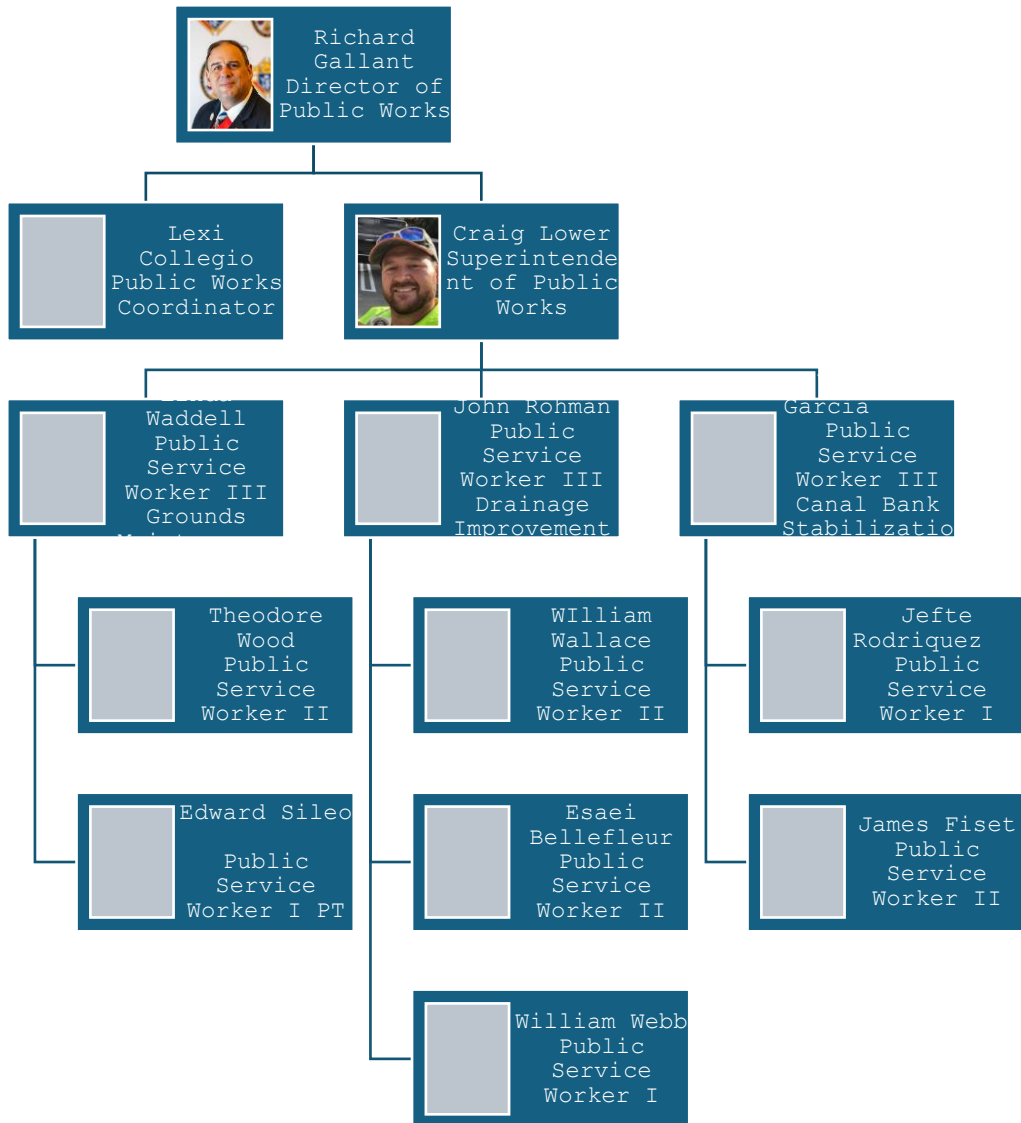 Richard
Gallant
Director of
Public Works
Lexi
Collegio
Public Works
Coordinator
Craig Lower
Superintende
nt of Public
Works
Waddell
Public
Service
Worker III
Grounds
John Rohman
Public
Service
Worker III
Drainage
Improvement
Garcia
Public
Service
Worker III
Canal Bank
Stabilizatio
Theodore
Wood
Public
Service
Worker II
WIlliam
Wallace
Public
Service
Worker II
Jefte
Rodriquez
Public
Service
Worker I
Edward Sileo
Public
Service
Worker I PT
Esaei
Bellefleur
Public
Service
Worker II
James Fiset
Public
Service
Worker II
William Webb
Public
Service
Worker I